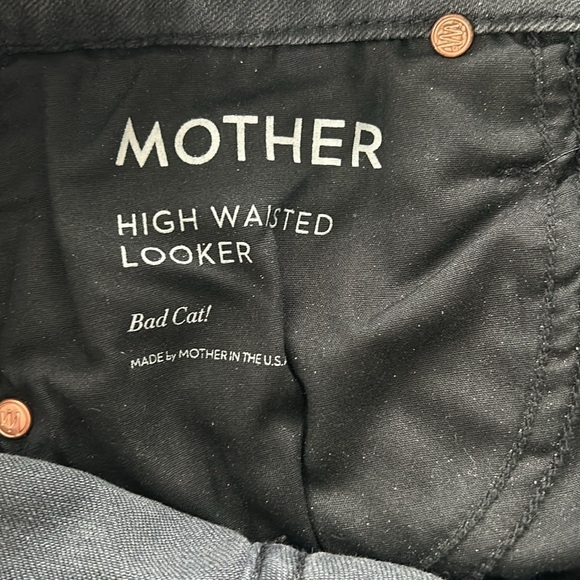 MOTHER
HIGH WAISTED
LOOKER
Bad Cat!
MADE by MOTHER IN THE U.S.A